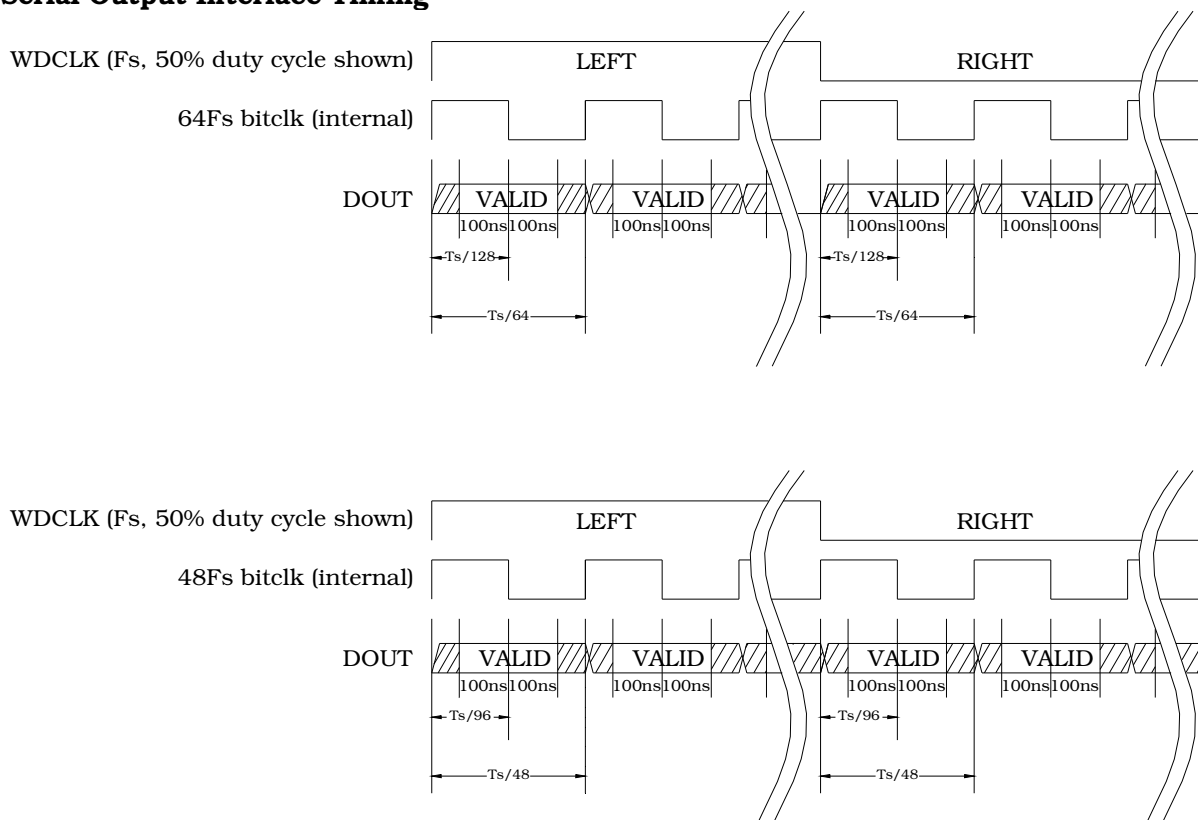 Serial Output Interface Timing
WDCLK (Fs, 50% duty cycle shown) LEFT RIGHT
64Fs bitclk (internal)
DOUT VALID VALID VALID VALID
100ns 100ns 100ns 100ns 100ns 100ns 100ns 100ns
Ts/128 Ts/128
Ts/64 Ts/64
WDCLK (Fs, 50% duty cycle shown) LEFT RIGHT
48Fs bitclk (internal)
DOUT VALID VALID VALID VALID
100ns 100ns 100ns 100ns 100ns 100ns 100ns 100ns
Ts/96 Ts/96
Ts/48 Ts/48